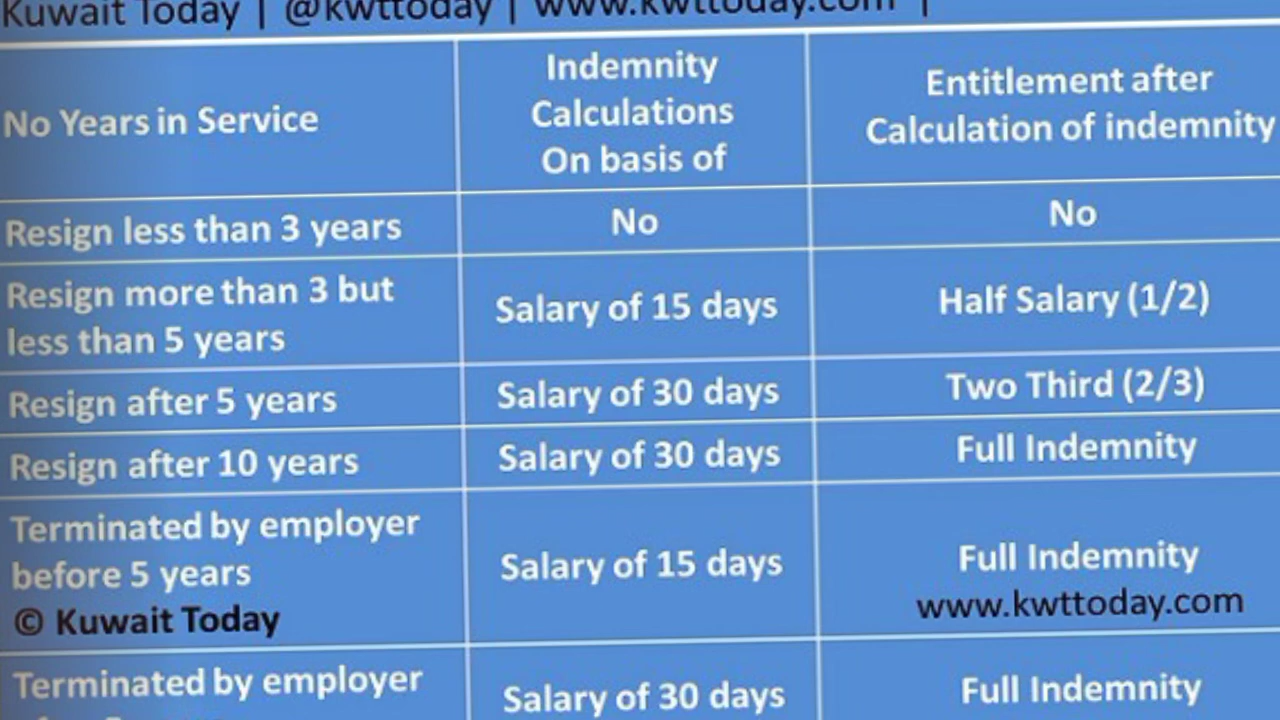 Kuwait Today | @kwttoday | www.kwttoday.com |
No Years in Service
Indemnity
Calculations
On basis of
Entitlement after
Calculation of indemnity
Resign less than 3 years
No
No
Resign more than 3 but
less than 5 years
Salary of 15 days
Half Salary (1/2)
Resign after 5 years
Salary of 30 days
Two Third (2/3)
Resign after 10 years
Salary of 30 days
Full Indemnity
Terminated by employer
before 5 years
© Kuwait Today
Salary of 15 days
Full Indemnity
www.kwttoday.com
Terminated by employer
Salary of 30 days
Full Indemnity